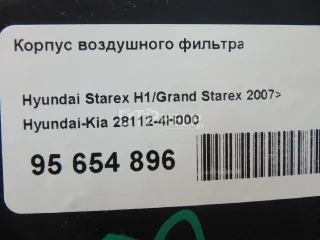 Корпус воздушного фильтра
Hyundai Starex H1/Grand Starex 2007>
Hyundai-Kia 28112-4H000
95 654 896